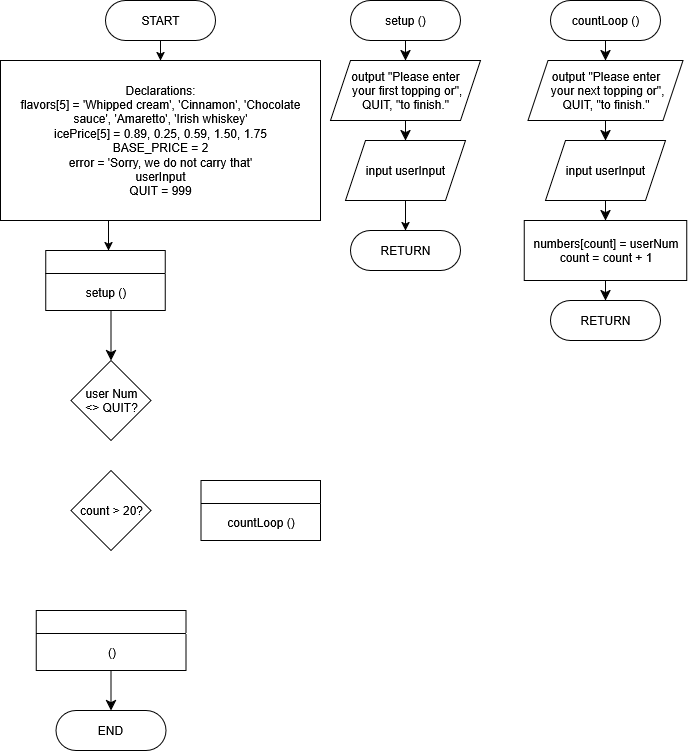 START
Declarations:
flavors[5] = 'Whipped cream', 'Cinnamon', 'Chocolate
sauce', 'Amaretto', 'Irish whiskey'
icePrice[5] = 0.89, 0.25, 0.59, 1.50, 1.75
BASE_PRICE = 2
error = 'Sorry, we do not carry that'
userInput
QUIT = 999
setup ()
user Num
<> QUIT?
count > 20?
countLoop ()
()
END
setup ()
output "Please enter
your first topping or",
QUIT, "to finish."
input userInput
RETURN
countLoop ()
output "Please enter
your next topping or",
QUIT, "to finish."
input userInput
numbers[count] = userNum
count = count + 1
RETURN